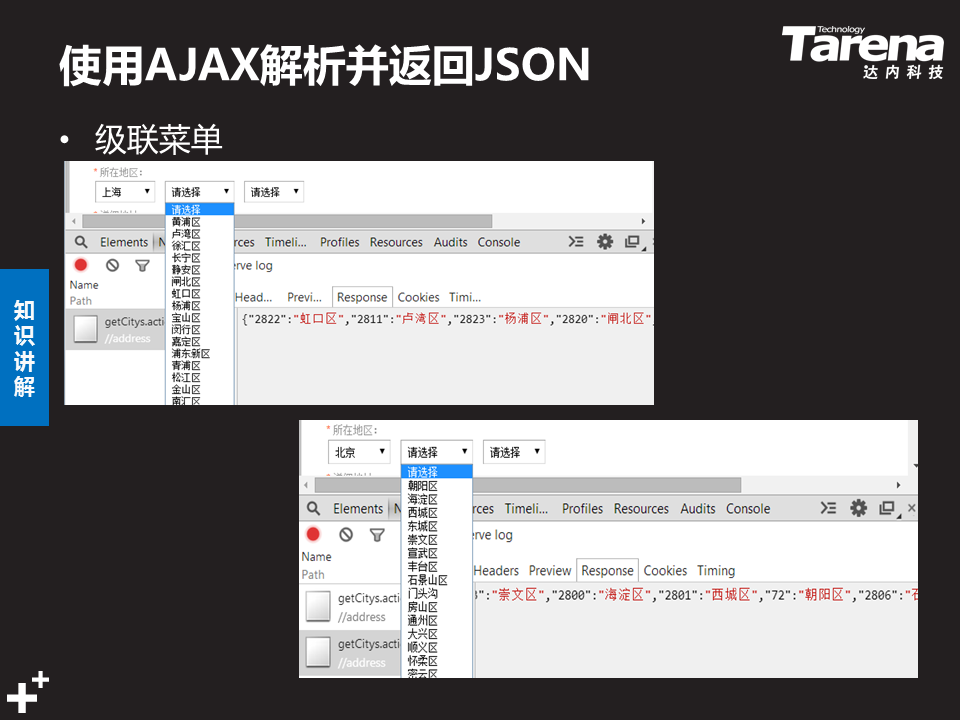 使用AJAX解析并返回JSON
Technology
Tarena
达内科技
• 级联菜单
知识讲解
*所在地区:
上海 请选择 请选择
请选择
黄浦区
卢湾区
徐汇区
长宁区
静安区
闸北区
虹口区
杨浦区
宝山区
闵行区
嘉定区
浦东新区
青浦区
松江区
金山区
南汇区
Elements N rces Timeli... Profiles Resources Audits Console
erve log
Name
Path
Head... Previ... Response Cookies Timi...
getCitys.acti
//address
{"2822":"虹口区","2811":"卢湾区","2823":"杨浦区","2820":"闸北区",
*所在地区:
北京 请选择 请选择
请选择
朝阳区
海淀区
西城区
东城区
崇文区
宣武区
丰台区
石景山区
门头沟
房山区
通州区
大兴区
顺义区
怀柔区
密云区
Elements N rces Timeli... Profiles Resources Audits Console
erve log
Name
Path
Headers Preview Response Cookies Timing
getCitys.acti
//address
getCitys.acti
//address
":"崇文区","2800":"海淀区","2801":"西城区","72":"朝阳区","2806":"石